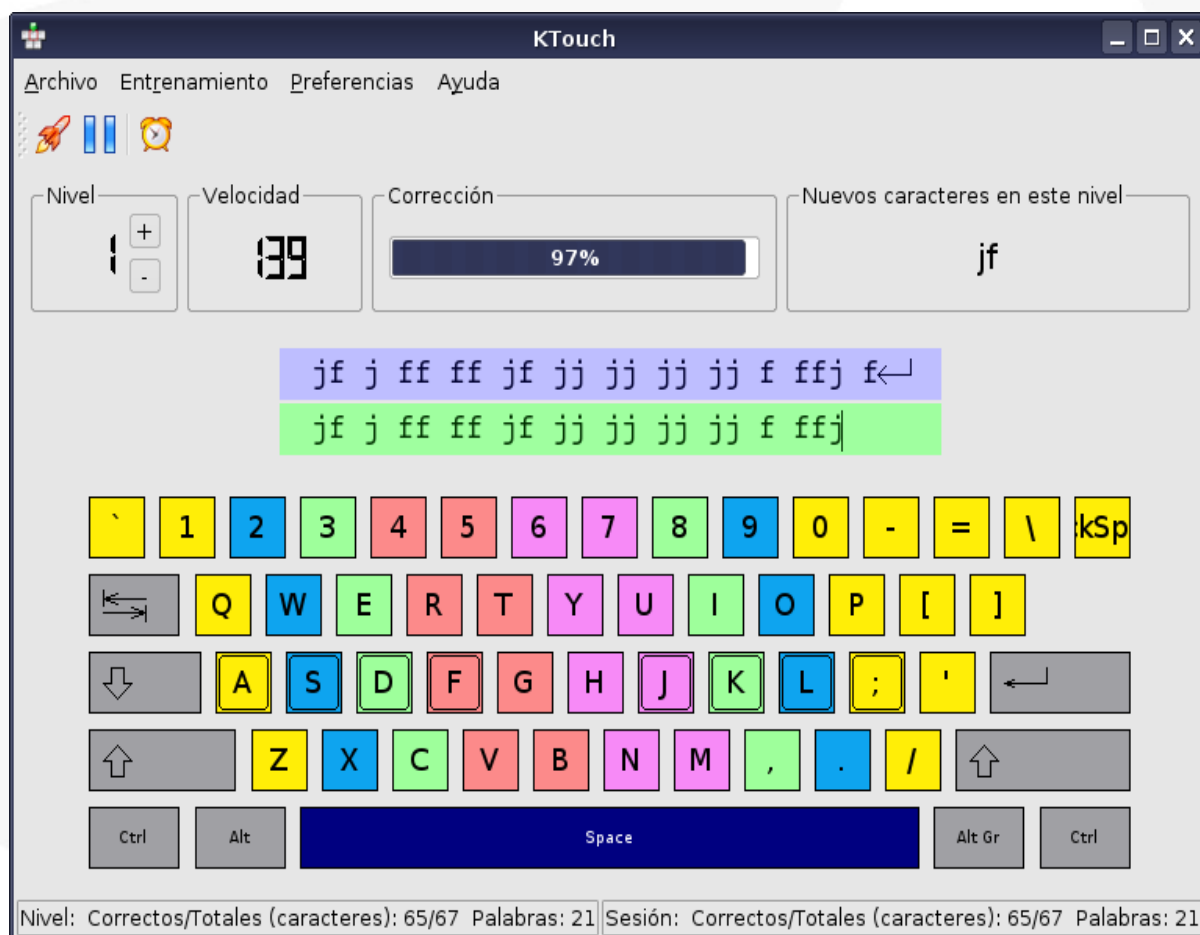 KTouch
Archivo Entrenamiento Preferencias Ayuda
Nivel Velocidad Corrección Nuevos caracteres en este nivel
1 + - 139 97% jf
jf j ff ff jf jj jj jj jj f ffj f
jf j ff ff jf jj jj jj jj f ffj
` 1 2 3 4 5 6 7 8 9 0 - = \ kSp
Q W E R T Y U I O P [ ]
A S D F G H J K L ; '
Z X C V B N M , . /
Ctrl Alt Space Alt Gr Ctrl
Nivel: Correctos/Totales (caracteres): 65/67 Palabras: 21 Sesión: Correctos/Totales (caracteres): 65/67 Palabras: 21